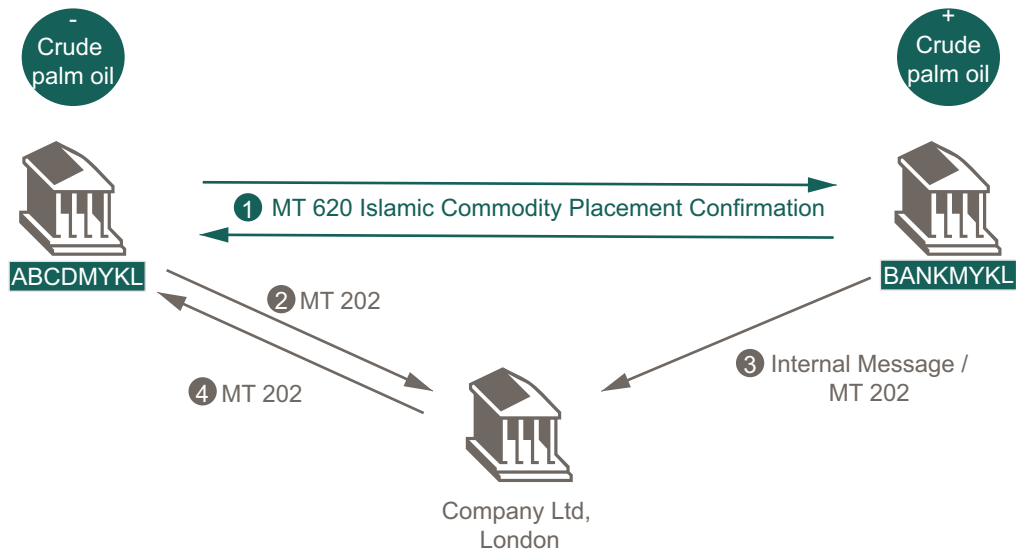 -
Crude
palm oil
+
Crude
palm oil
1 MT 620 Islamic Commodity Placement Confirmation
ABCDMYKL
BANKMYKL
2 MT 202
3 Internal Message /
MT 202
4 MT 202
Company Ltd,
London